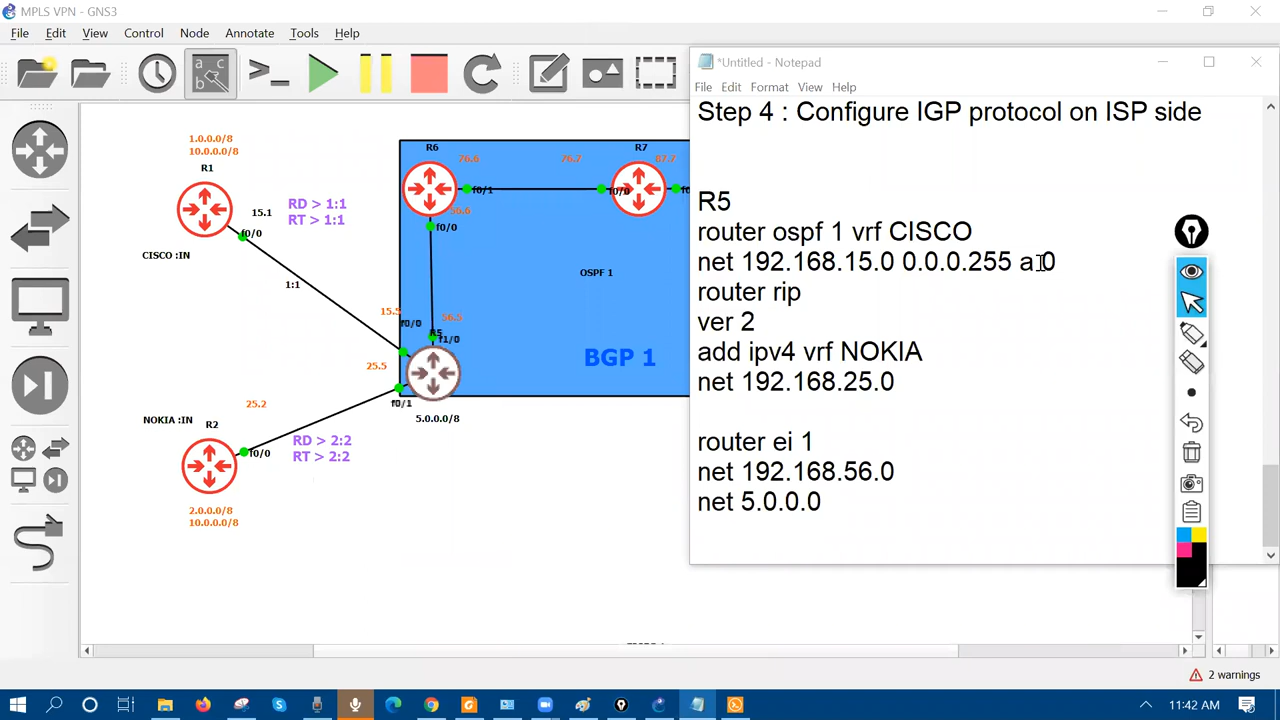 MPLS VPN - GNS3
File Edit View Control Node Annotate Tools Help
*Untitled - Notepad
File Edit Format View Help
Step 4 : Configure IGP protocol on ISP side
R5
router ospf 1 vrf CISCO
net 192.168.15.0 0.0.0.255 a 0
router rip
ver 2
add ipv4 vrf NOKIA
net 192.168.25.0
router ei 1
net 192.168.56.0
net 5.0.0.0
1.0.0.0/8
10.0.0.0/8
R1
15.1
f0/0
CISCO :IN
RD > 1:1
RT > 1:1
1:1
R6
76.6
f0/1
56.6
f0/0
76.7
R7
87.7
f0/0
OSPF 1
BGP 1
f0/0
56.5
R5
f1/0
25.5
f0/1
5.0.0.0/8
25.2
NOKIA :IN
R2
f0/0
RD > 2:2
RT > 2:2
2.0.0.0/8
10.0.0.0/8
2 warnings
11:42 AM